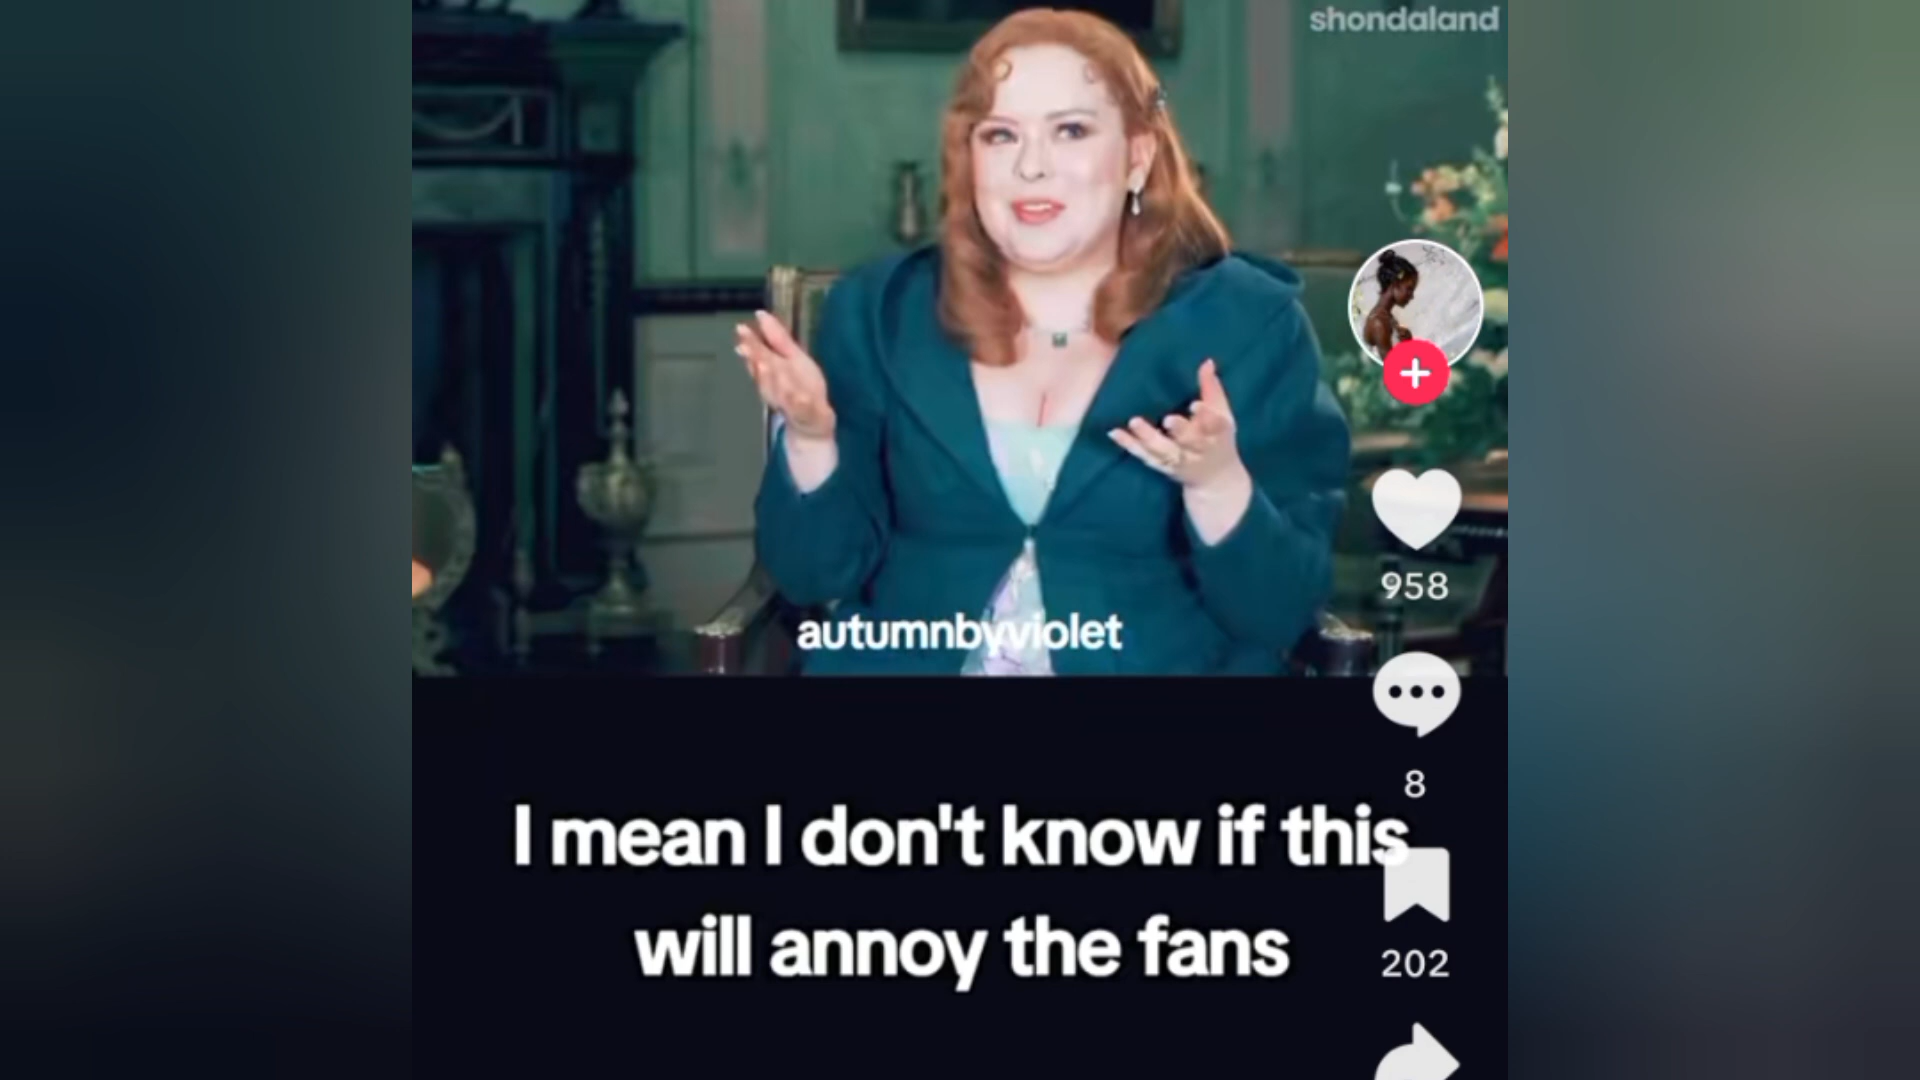 shondaland
autumnbyviolet
958
8
I mean I don't know if this
will annoy the fans
202